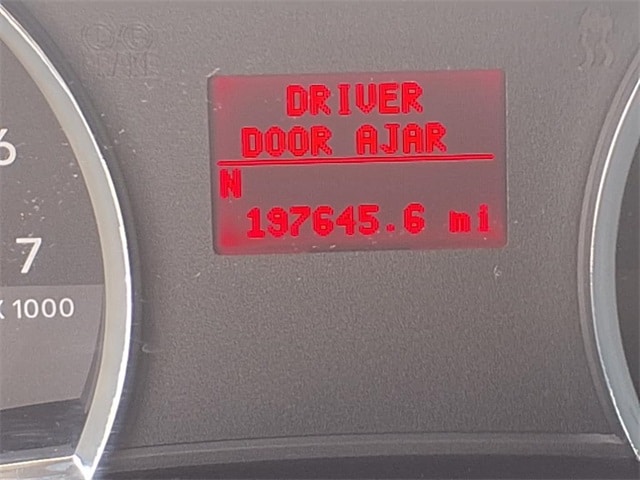 DRIVER
DOOR AJAR
N
197645.6 mi
6
7
X 1000